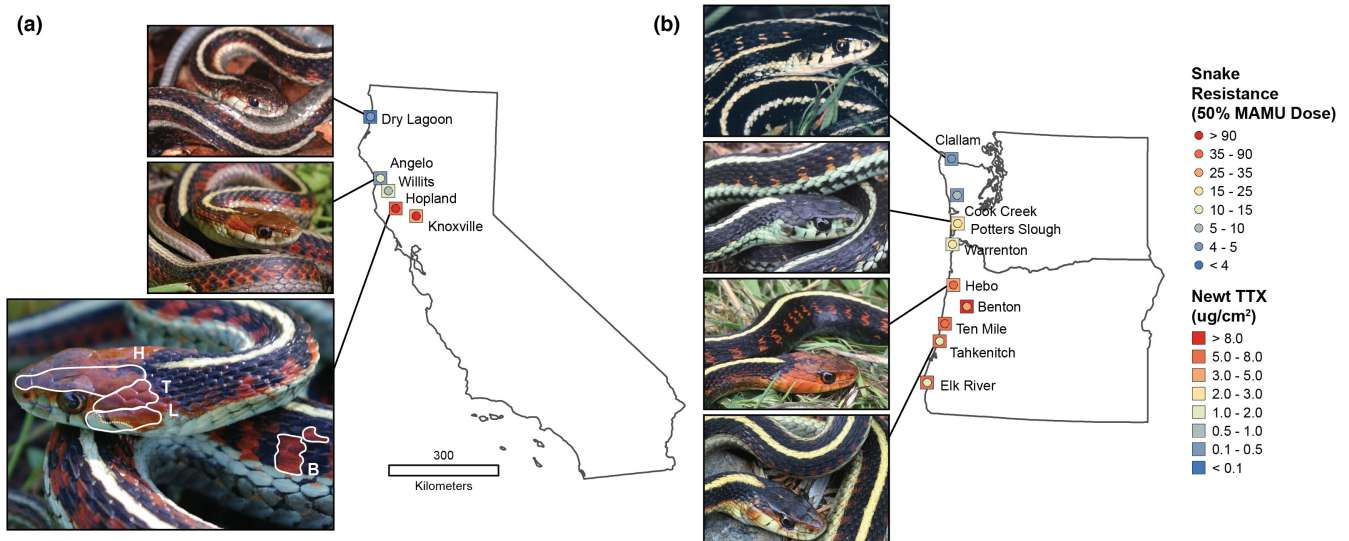 (a)
Dry Lagoon
Angelo
Willits
Hopland
Knoxville
H
T
L
B
300
Kilometers
(b)
Clallam
Cook Creek
Potters Slough
Warrenton
Hebo
Benton
Ten Mile
Tahkenitch
Elk River
Snake
Resistance
(50% MAMU Dose)
> 90
35 - 90
25 - 35
15 - 25
10 - 15
5 - 10
4 - 5
< 4
Newt TTX
(ug/cm²)
> 8.0
5.0 - 8.0
3.0 - 5.0
2.0 - 3.0
1.0 - 2.0
0.5 - 1.0
0.1 - 0.5
< 0.1